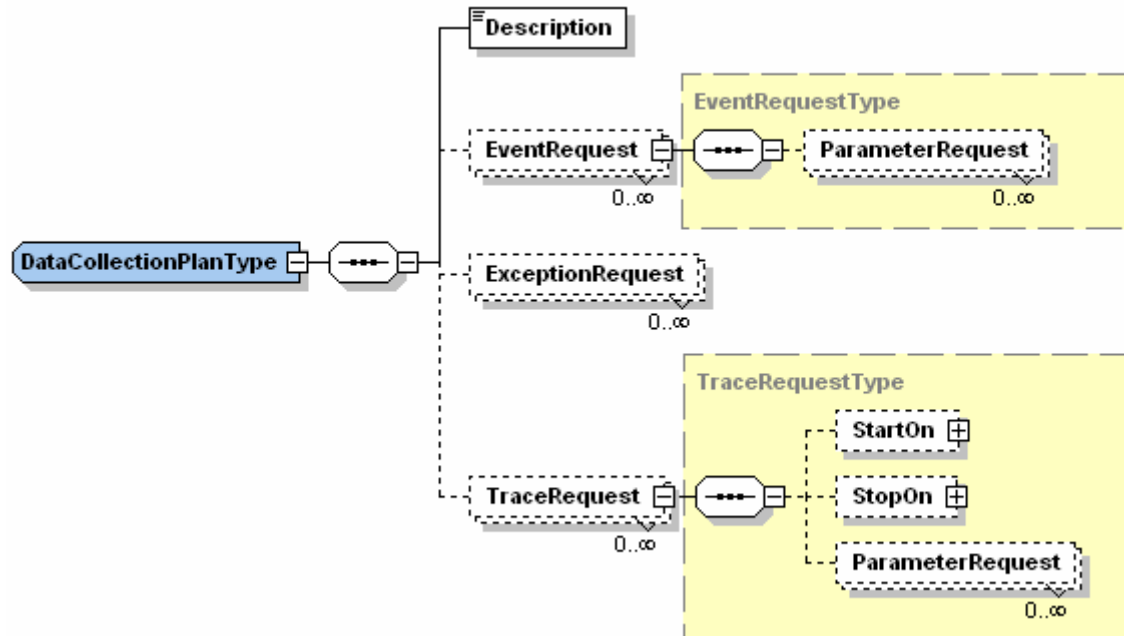 Description
EventRequestType
EventRequest
ParameterRequest
0..∞
0..∞
DataCollectionPlanType
ExceptionRequest
0..∞
TraceRequestType
StartOn
TraceRequest
StopOn
0..∞
ParameterRequest
0..∞